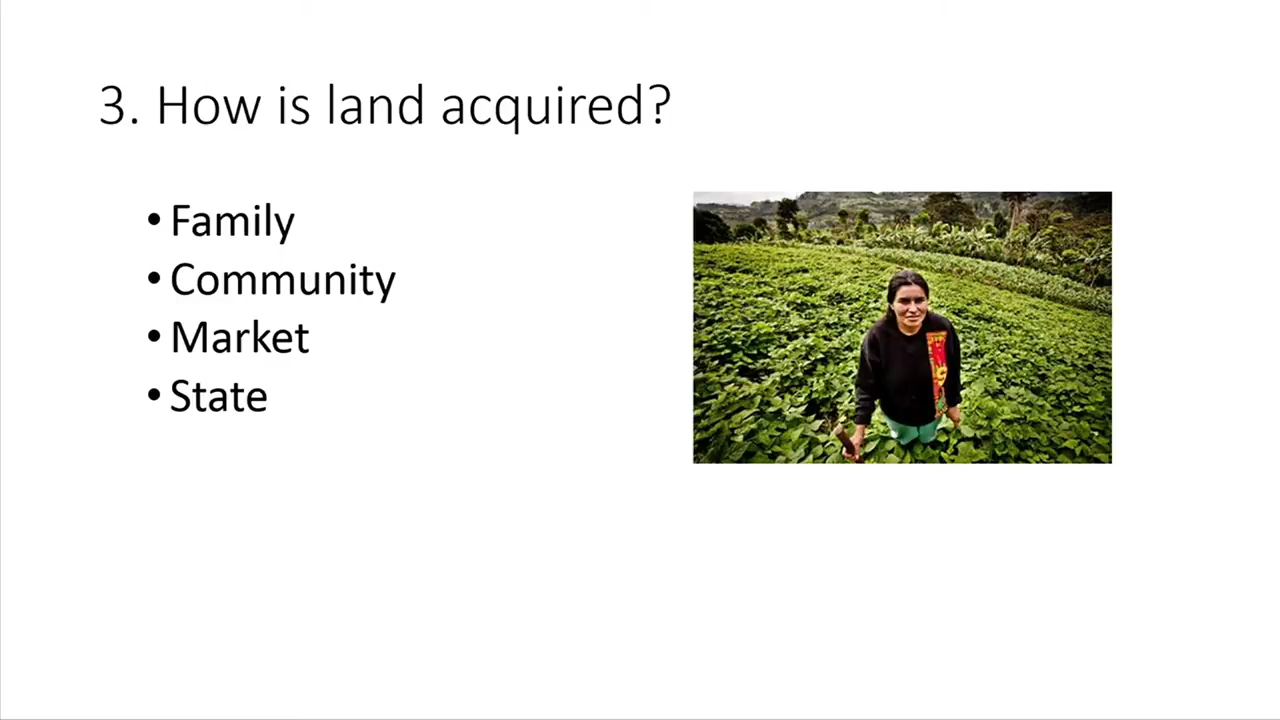 3. How is land acquired?
• Family
• Community
• Market
• State